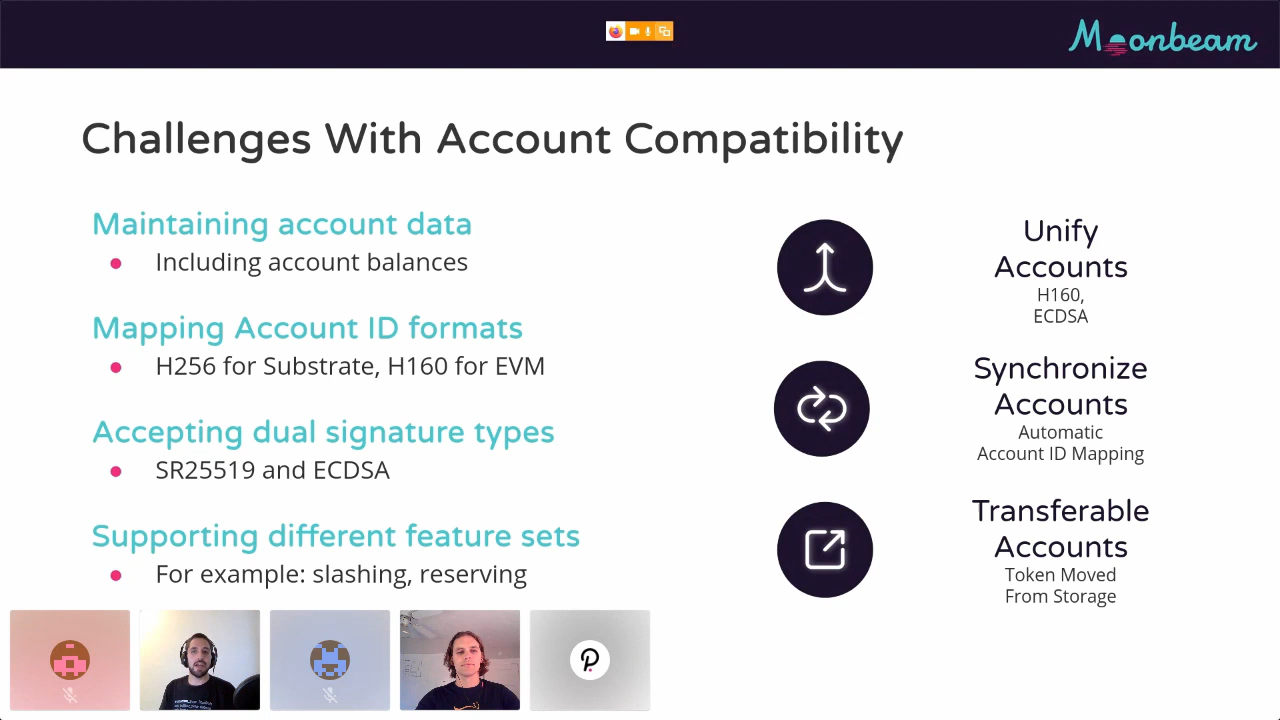 Moonbeam
Challenges With Account Compatibility
Maintaining account data
Including account balances
Mapping Account ID formats
H256 for Substrate, H160 for EVM
Accepting dual signature types
SR25519 and ECDSA
Supporting different feature sets
For example: slashing, reserving
Unify
Accounts
H160,
ECDSA
Synchronize
Accounts
Automatic
Account ID Mapping
Transferable
Accounts
Token Moved
From Storage